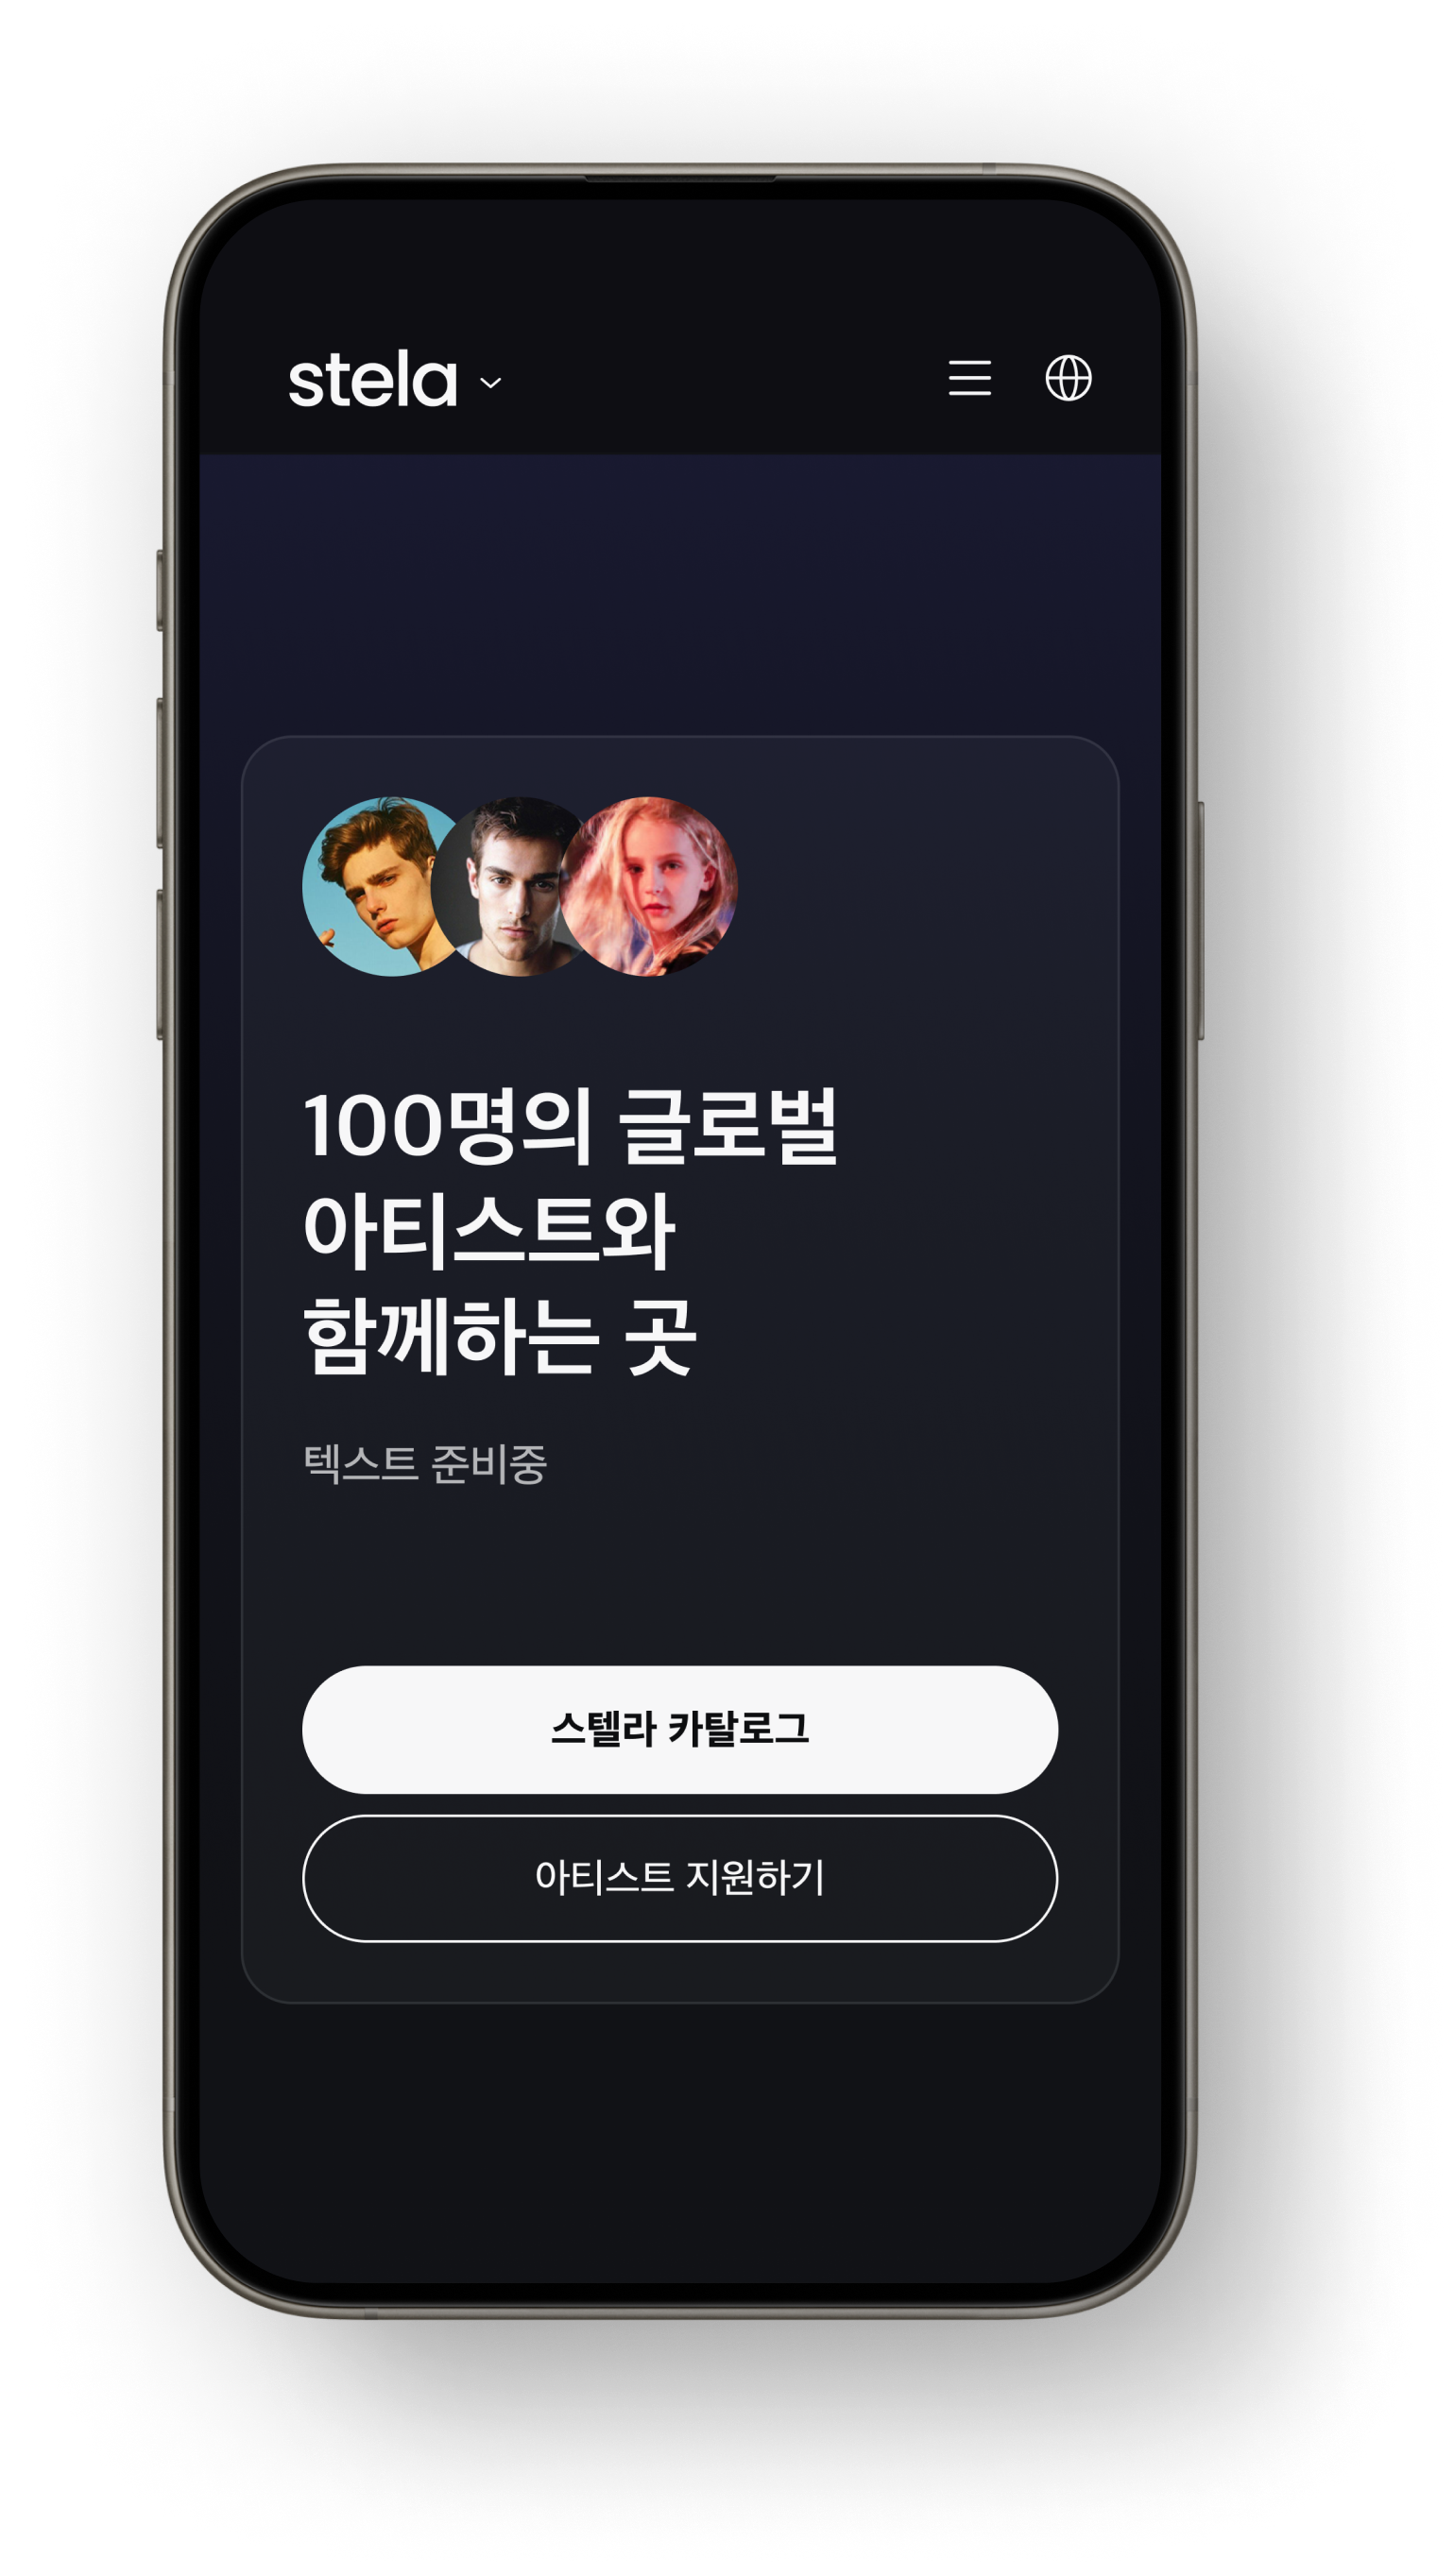 stela
100명의 글로벌
아티스트와
함께하는 곳
텍스트 준비중
스텔라 카탈로그
아티스트 지원하기